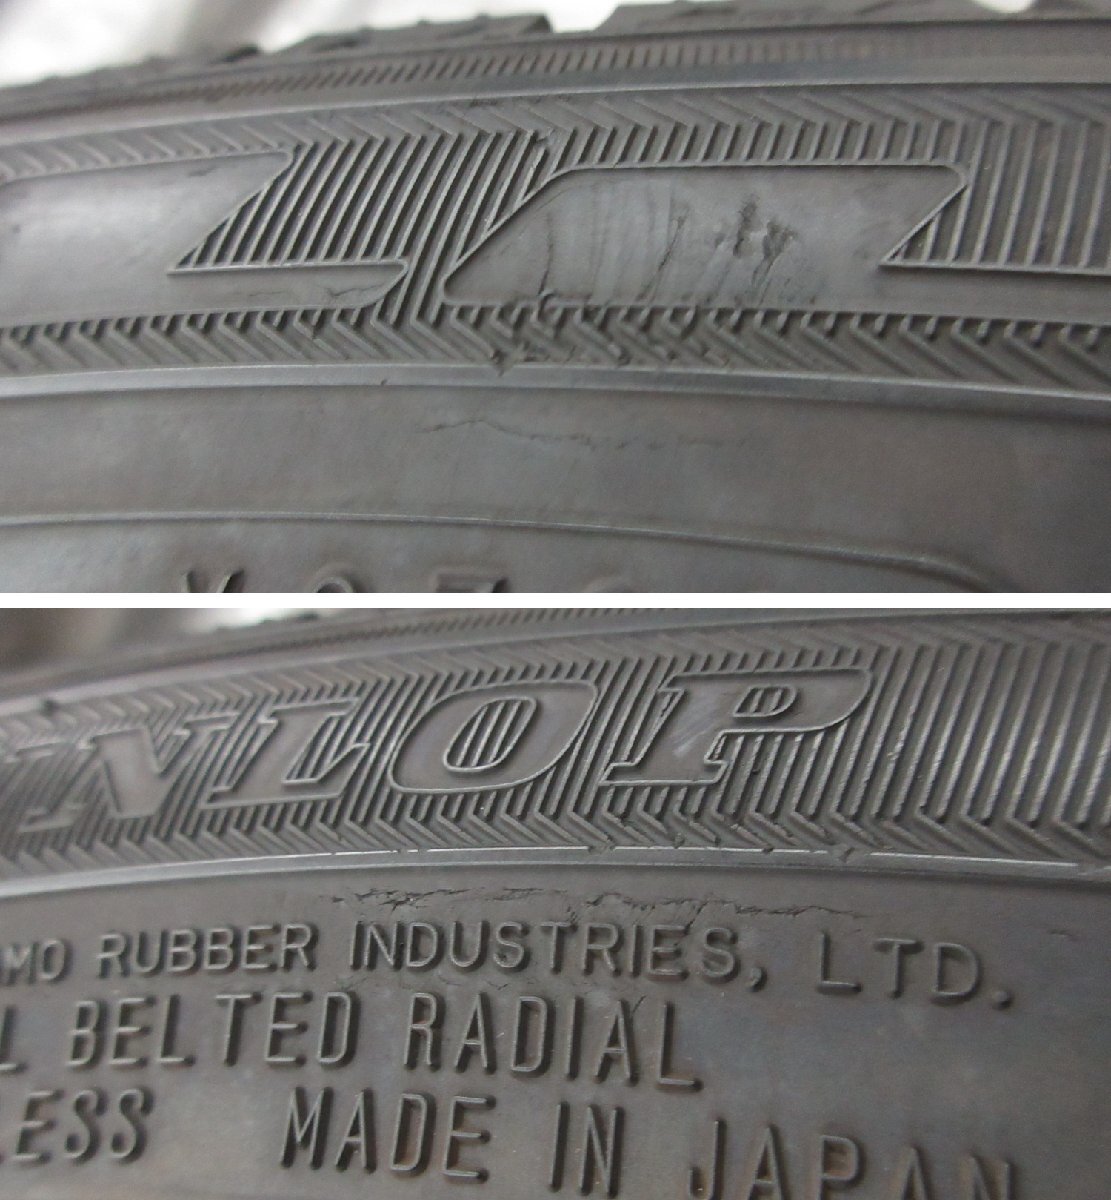 NLOP
MO RUBBER INDUSTRIES, LTD.
L BELTED RADIAL
LESS MADE IN JAPAN